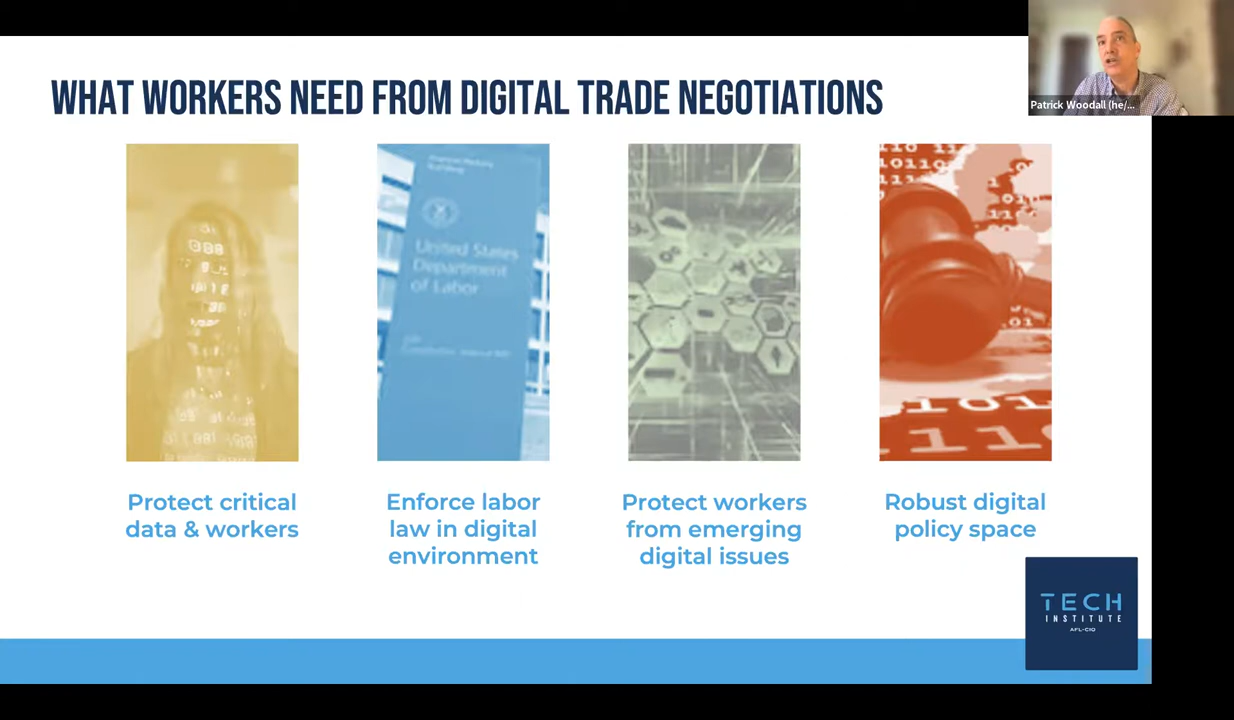 WHAT WORKERS NEED FROM DIGITAL TRADE NEGOTIATIONS
Patrick Woodall (he/...
United States
Department
of Labor
Protect critical
data & workers
Enforce labor
law in digital
environment
Protect workers
from emerging
digital issues
Robust digital
policy space
TECH
INSTITUTE
AFL-CIO